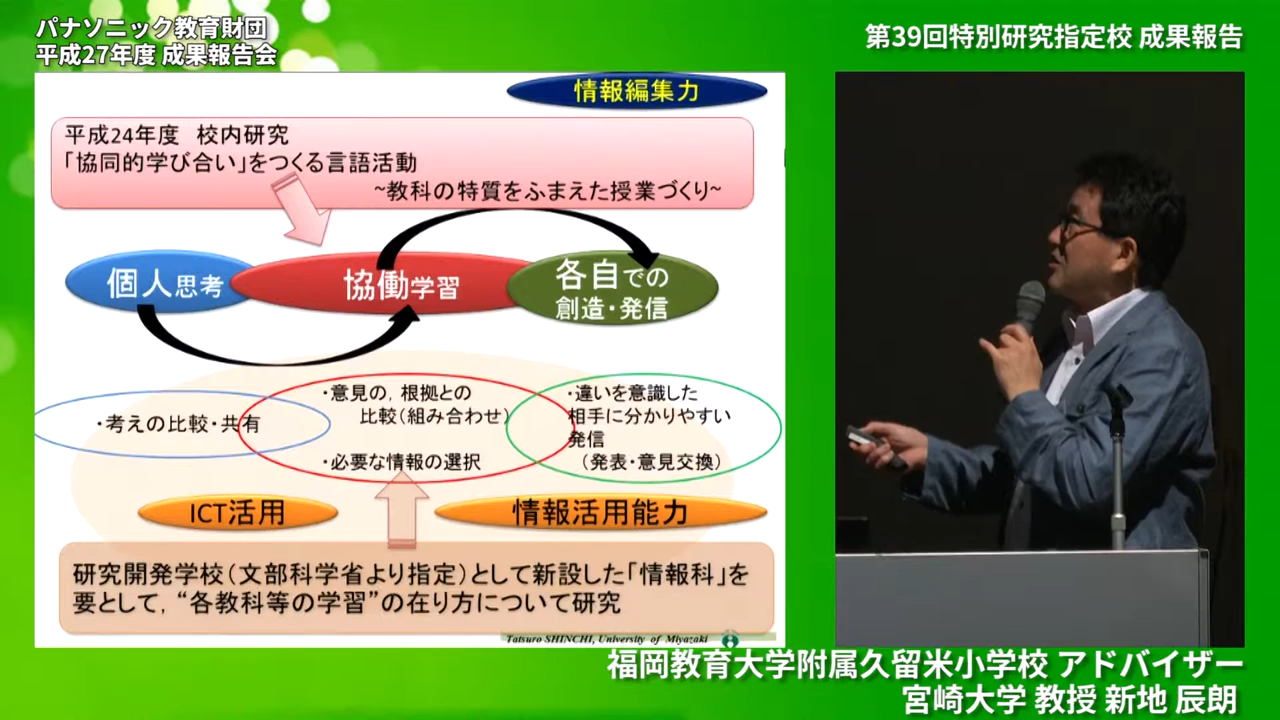 パナソニック教育財団
平成27年度 成果報告会
第39回特別研究指定校 成果報告
情報編集力
平成24年度 校内研究
「協同的学び合い」をつくる言語活動
~教科の特質をふまえた授業づくり~
個人思考
協働学習
各自での
創造・発信
・考えの比較・共有
・意見の，根拠との
比較（組み合わせ）
・必要な情報の選択
・違いを意識した
相手に分かりやすい
発信
（発表・意見交換）
ICT活用
情報活用能力
研究開発学校（文部科学省より指定）として新設した「情報科」を
要として，“各教科等の学習”の在り方について研究
Tatsuro SHINCHI, University of Miyazaki
福岡教育大学附属久留米小学校 アドバイザー
宮崎大学 教授 新地 辰朗